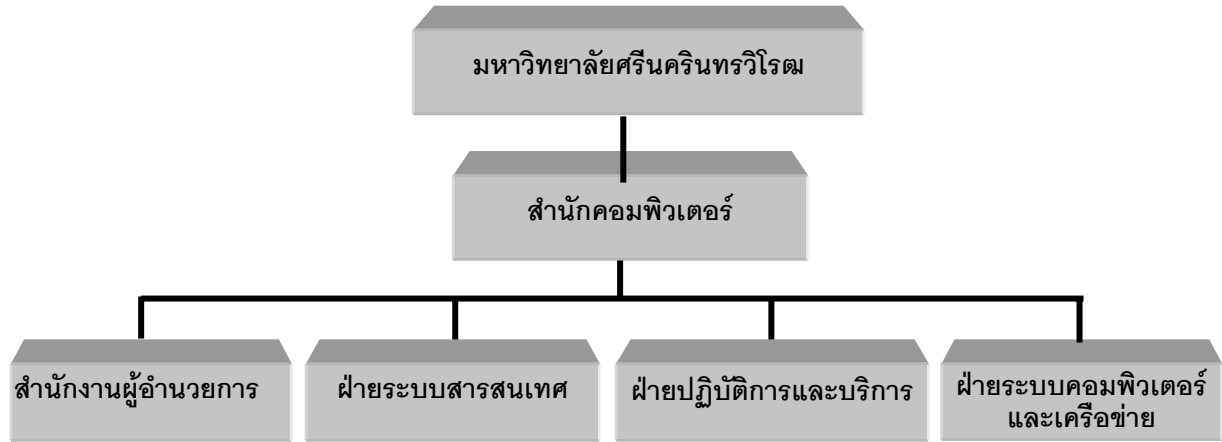 มหาวิทยาลัยศรีนครินทรวิโรฒ
สำนักคอมพิวเตอร์
สำนักงานผู้อำนวยการ
ฝ่ายระบบสารสนเทศ
ฝ่ายปฏิบัติการและบริการ
ฝ่ายระบบคอมพิวเตอร์
และเครือข่าย